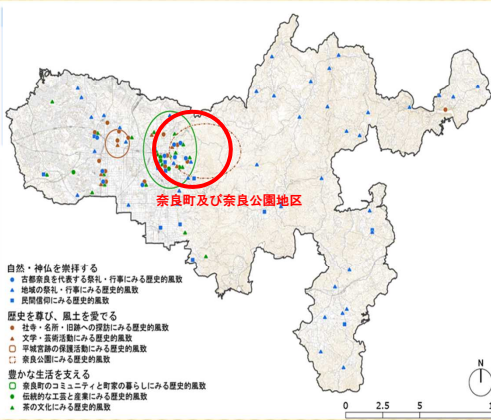 奈良町及び奈良公園地区
自然・神仏を崇拝する
古都奈良を代表する祭礼・行事にみる歴史的風致
地域の祭礼・行事にみる歴史的風致
民間信仰にみる歴史的風致
歴史を尊び、風土を愛でる
社寺・名所・旧跡への探訪にみる歴史的風致
文学・芸術活動にみる歴史的風致
平城宮跡の保護活動にみる歴史的風致
奈良公園にみる歴史的風致
豊かな生活を支える
奈良町のコミュニティと町家の暮らしにみる歴史的風致
伝統的な工芸と産業にみる歴史的風致
茶の文化にみる歴史的風致
0 2.5 5